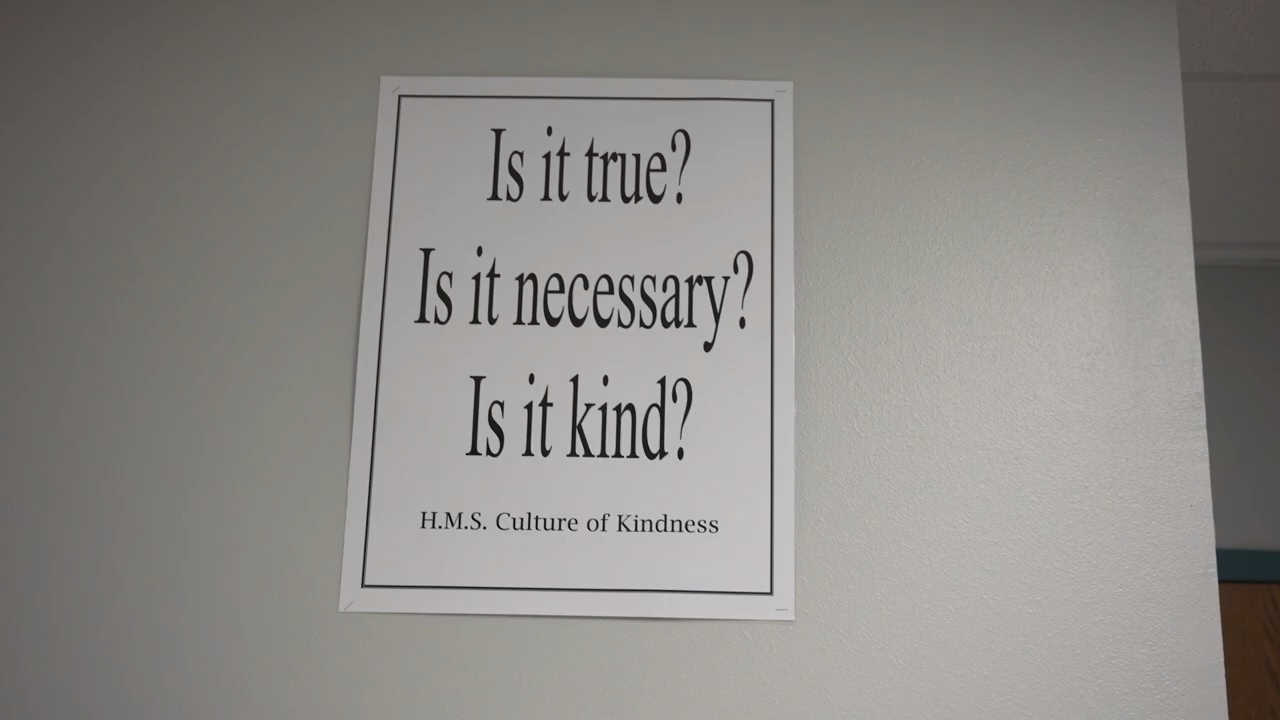 Is it true?
Is it necessary?
Is it kind?
H.M.S. Culture of Kindness